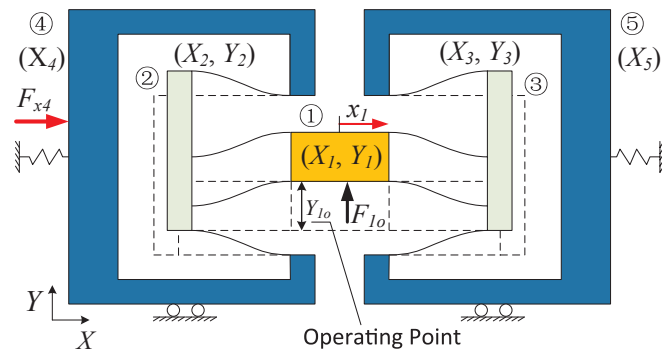 ④ ⑤
(X₄) (X₂, Y₂) (X₃, Y₃) (X₅)
② ③
Fₓ₄ ① x₁
(X₁, Y₁)
Y₁ₒ F₁ₒ
Y
X
Operating Point